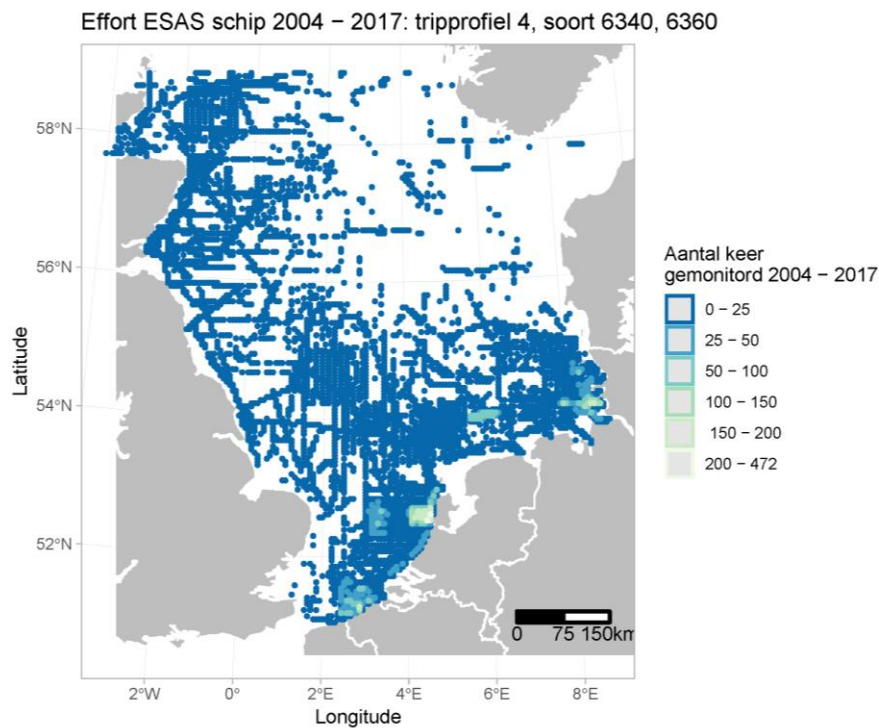 Effort ESAS schip 2004 − 2017: tripprofiel 4, soort 6340, 6360
58°N
56°N
54°N
52°N
Latitude
2°W 0° 2°E 4°E 6°E 8°E
Longitude
0 75 150km
Aantal keer
gemonitord 2004 − 2017
0 − 25
25 − 50
50 − 100
100 − 150
150 − 200
200 − 472